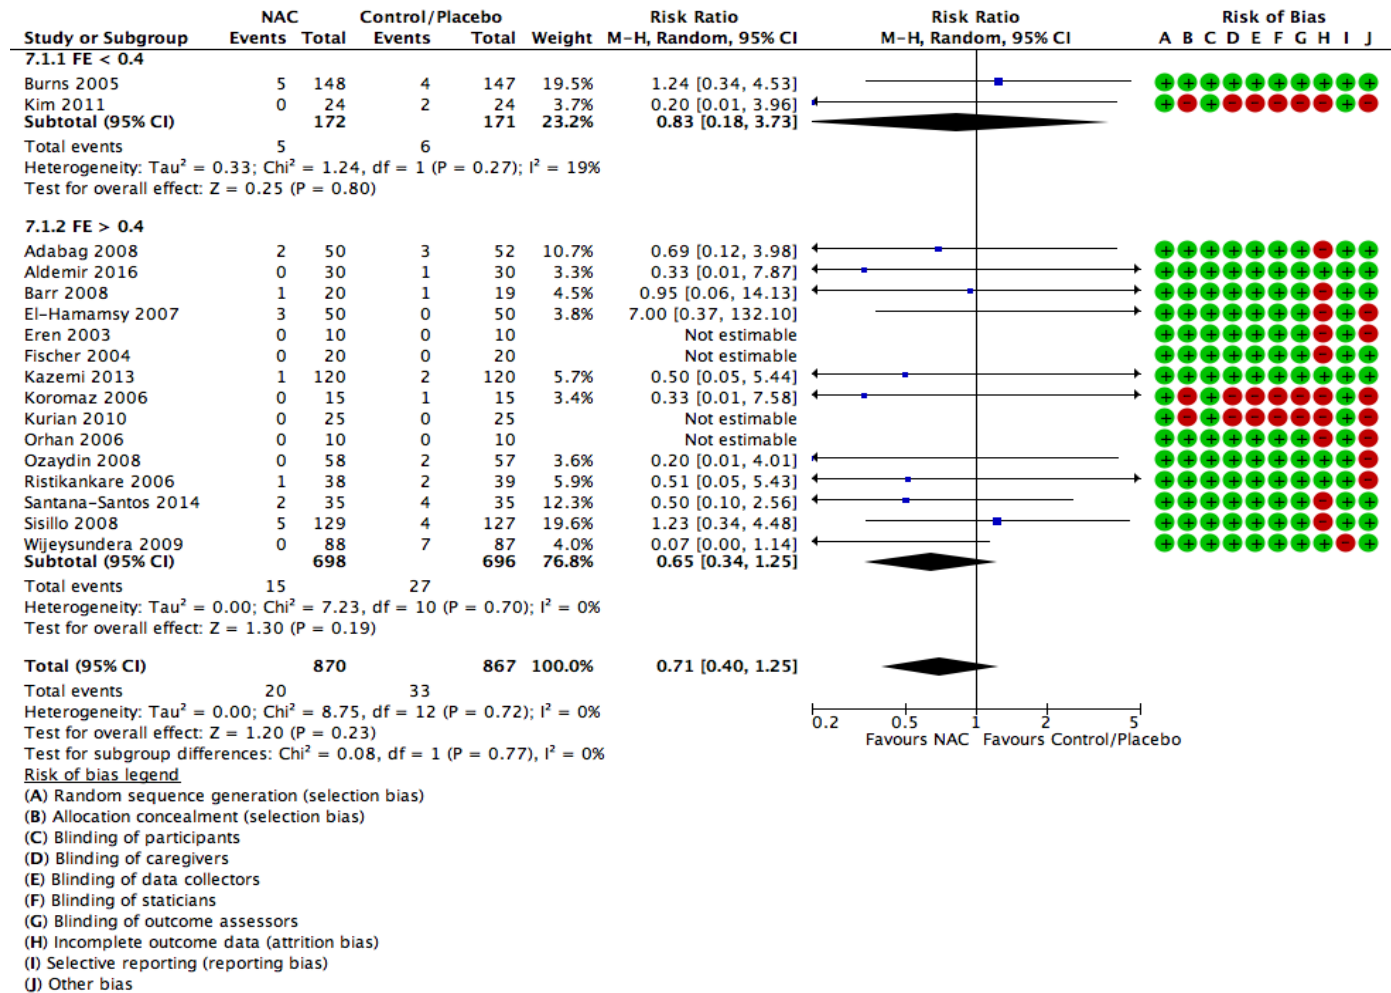 NAC Control/Placebo Risk Ratio Risk Ratio Risk of Bias
Study or Subgroup Events Total Events Total Weight M-H, Random, 95% CI M-H, Random, 95% CI A B C D E F G H I J
7.1.1 FE < 0.4
Burns 2005 5 148 4 147 19.5% 1.24 [0.34, 4.53]
Kim 2011 0 24 2 24 3.7% 0.20 [0.01, 3.96]
Subtotal (95% CI) 172 171 23.2% 0.83 [0.18, 3.73]
Total events 5 6
Heterogeneity: Tau² = 0.33; Chi² = 1.24, df = 1 (P = 0.27); I² = 19%
Test for overall effect: Z = 0.25 (P = 0.80)
7.1.2 FE > 0.4
Adabag 2008 2 50 3 52 10.7% 0.69 [0.12, 3.98]
Aldemir 2016 0 30 1 30 3.3% 0.33 [0.01, 7.87]
Barr 2008 1 20 1 19 4.5% 0.95 [0.06, 14.13]
El-Hamamsy 2007 3 50 0 50 3.8% 7.00 [0.37, 132.10]
Eren 2003 0 10 0 10 Not estimable
Fischer 2004 0 20 0 20 Not estimable
Kazemi 2013 1 120 2 120 5.7% 0.50 [0.05, 5.44]
Koromaz 2006 0 15 1 15 3.4% 0.33 [0.01, 7.58]
Kurian 2010 0 25 0 25 Not estimable
Orhan 2006 0 10 0 10 Not estimable
Ozaydin 2008 0 58 2 57 3.6% 0.20 [0.01, 4.01]
Ristikankare 2006 1 38 2 39 5.9% 0.51 [0.05, 5.43]
Santana-Santos 2014 2 35 4 35 12.3% 0.50 [0.10, 2.56]
Sisillo 2008 5 129 4 127 19.6% 1.23 [0.34, 4.48]
Wijeysundera 2009 0 88 7 87 4.0% 0.07 [0.00, 1.14]
Subtotal (95% CI) 698 696 76.8% 0.65 [0.34, 1.25]
Total events 15 27
Heterogeneity: Tau² = 0.00; Chi² = 7.23, df = 10 (P = 0.70); I² = 0%
Test for overall effect: Z = 1.30 (P = 0.19)
Total (95% CI) 870 867 100.0% 0.71 [0.40, 1.25]
Total events 20 33
Heterogeneity: Tau² = 0.00; Chi² = 8.75, df = 12 (P = 0.72); I² = 0%
Test for overall effect: Z = 1.20 (P = 0.23)
Test for subgroup differences: Chi² = 0.08, df = 1 (P = 0.77), I² = 0%
0.2 0.5 1 2 5
Favours NAC Favours Control/Placebo
Risk of bias legend
(A) Random sequence generation (selection bias)
(B) Allocation concealment (selection bias)
(C) Blinding of participants
(D) Blinding of caregivers
(E) Blinding of data collectors
(F) Blinding of staticians
(G) Blinding of outcome assessors
(H) Incomplete outcome data (attrition bias)
(I) Selective reporting (reporting bias)
(J) Other bias